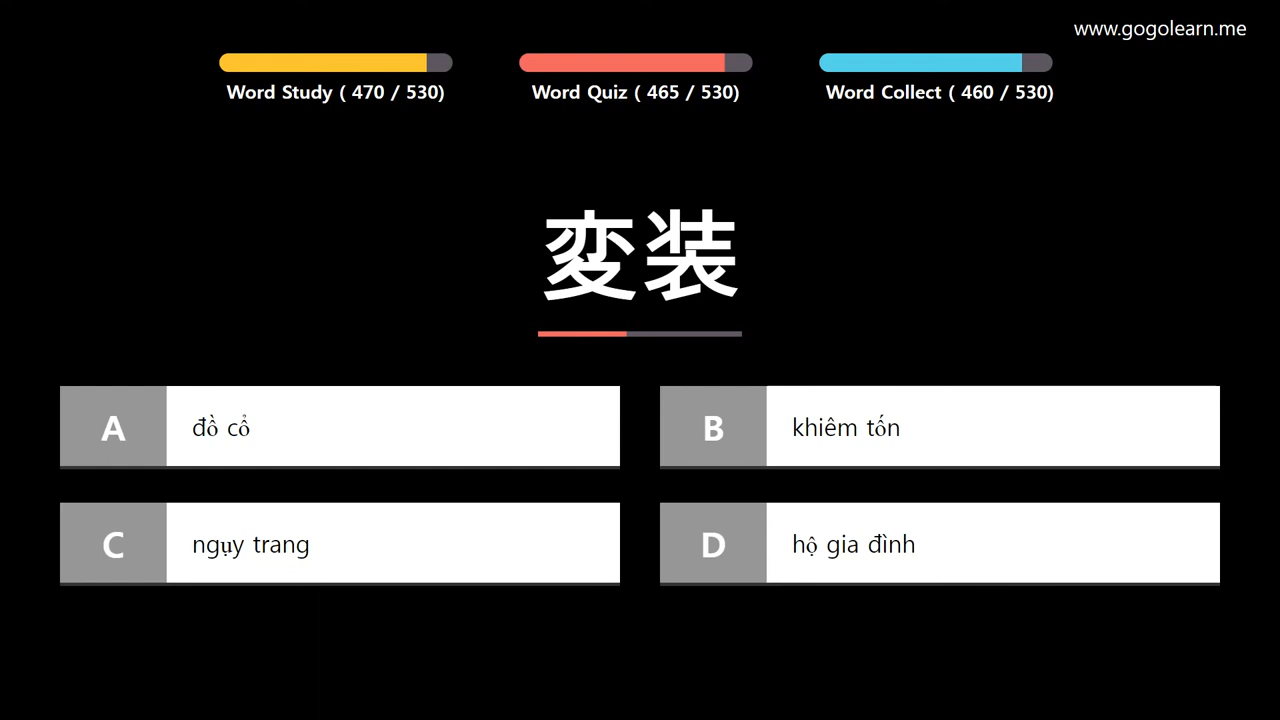 www.gogolearn.me
Word Study ( 470 / 530)
Word Quiz ( 465 / 530)
Word Collect ( 460 / 530)
変装
A
đồ cổ
B
khiêm tốn
C
ngụy trang
D
hộ gia đình